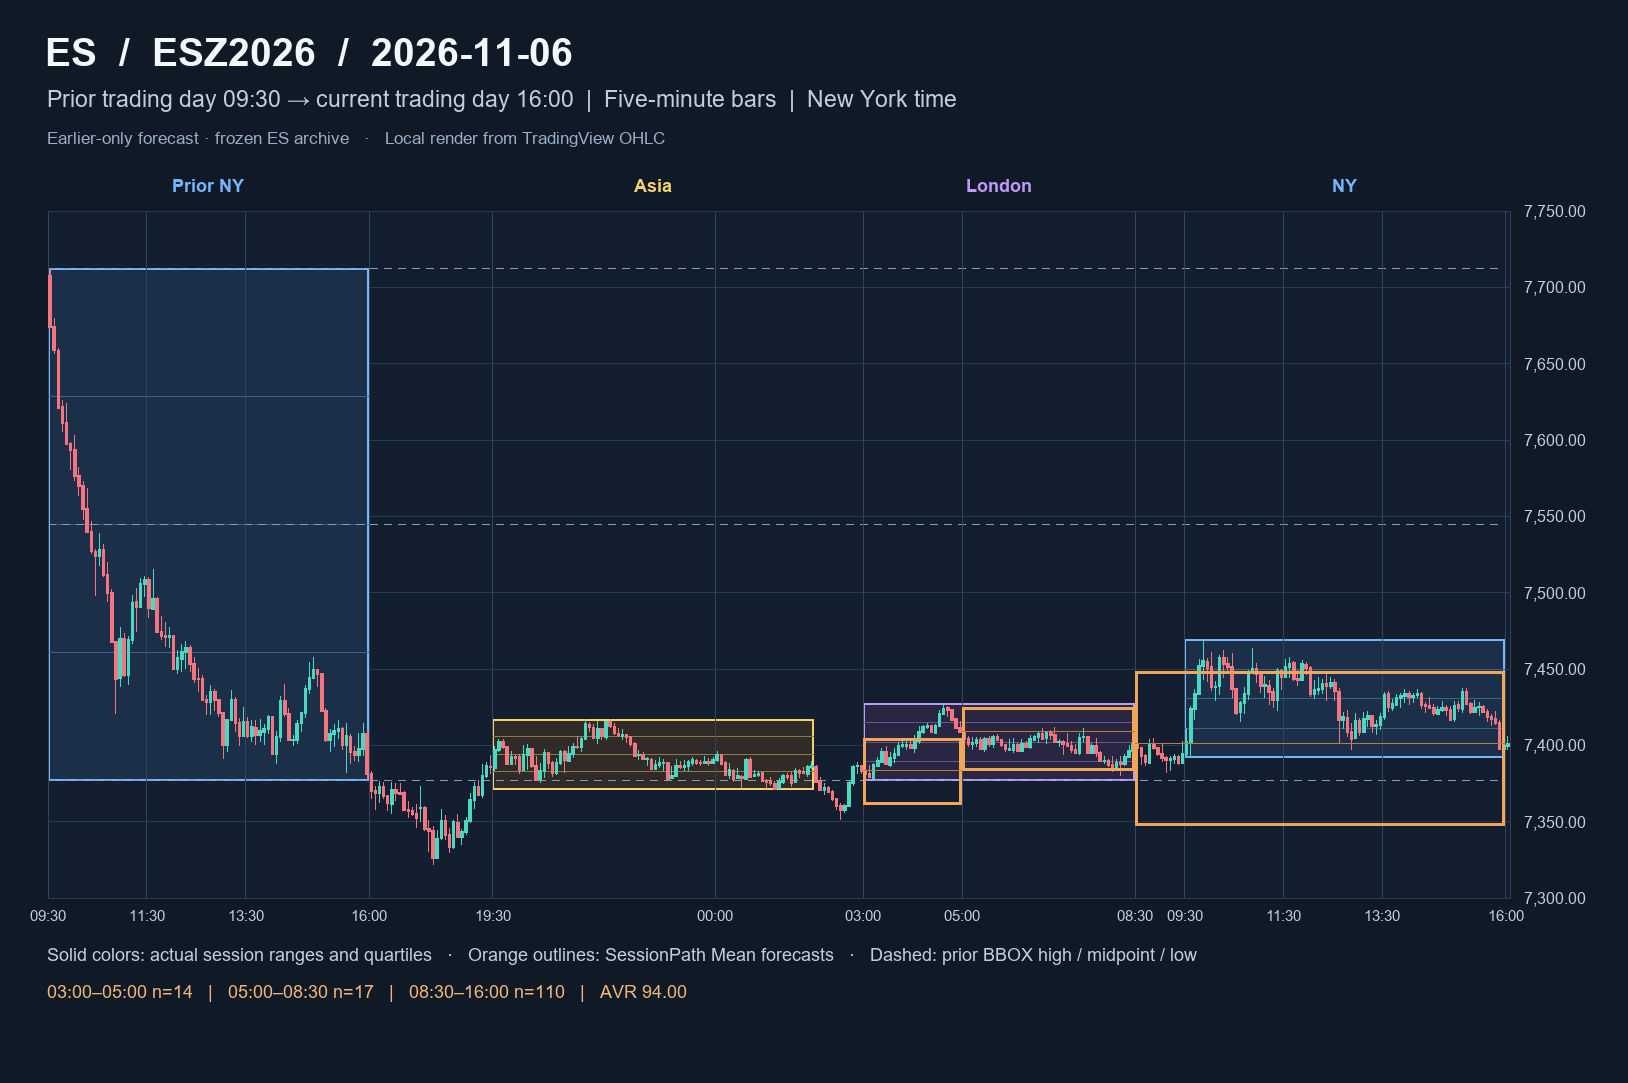 ES / ESZ2026 / 2026-11-06
Prior trading day 09:30 → current trading day 16:00 | Five-minute bars | New York time
Earlier-only forecast · frozen ES archive · Local render from TradingView OHLC
Prior NY Asia London NY
7,750.00
7,700.00
7,650.00
7,600.00
7,550.00
7,500.00
7,450.00
7,400.00
7,350.00
7,300.00
09:30 11:30 13:30 16:00 19:30 00:00 03:00 05:00 08:30 09:30 11:30 13:30 16:00
Solid colors: actual session ranges and quartiles · Orange outlines: SessionPath Mean forecasts · Dashed: prior BBOX high / midpoint / low
03:00–05:00 n=14 | 05:00–08:30 n=17 | 08:30–16:00 n=110 | AVR 94.00